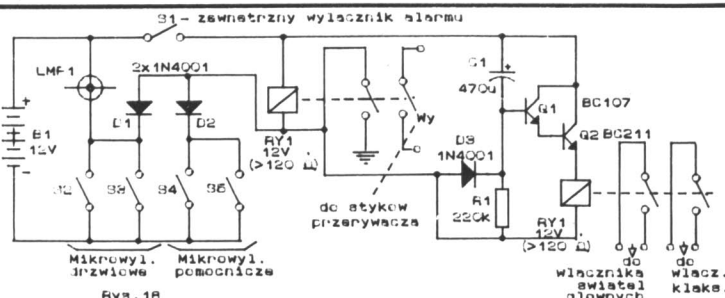 S1- zewnetrzny wylacznik alarmu
LMP1
2x1N4001
C1
470u
+
+
B1
12V
-
D1
D2
RY1
12V
(>120
Wy
D3
1N4001
Q1
BC107
Q2 BC211
S2
S3
S4
S5
do stykow
przerywacza
R1
220k
RY1
12V
(>120
Mikrowyl.
drzwiowe
Mikrowyl.
pomocnicze
do
wlacznika
swiatel
glownych
do
wlacz.
klaks.
Rys.18